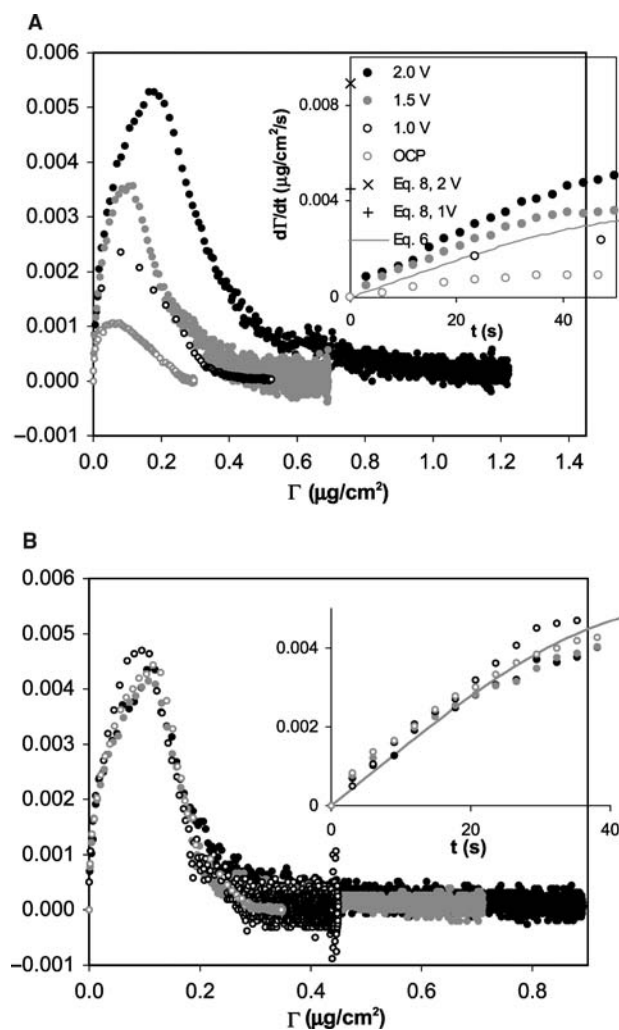 A
0.006
0.005
0.004
0.003
0.002
0.001
0.000
–0.001
0.0 0.2 0.4 0.6 0.8 1.0 1.2 1.4
Γ (μg/cm²)
dΓ/dt (μg/cm²/s)
0.008
0.004
0
20 40
t (s)
2.0 V
1.5 V
1.0 V
OCP
Eq. 8, 2 V
Eq. 8, 1V
Eq. 6
B
0.006
0.005
0.004
0.003
0.002
0.001
0.000
–0.001
0.0 0.2 0.4 0.6 0.8
Γ (μg/cm²)
0.004
0.002
0
0 20 40
t (s)